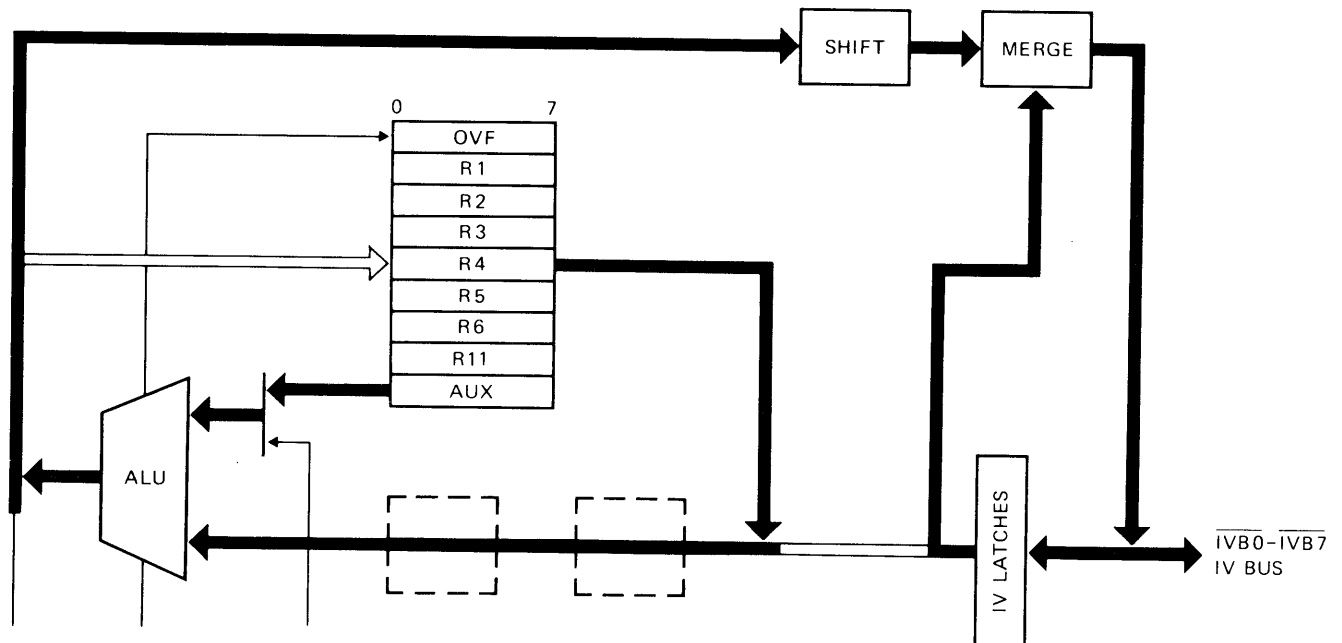 SHIFT
MERGE
0 7
OVF
R1
R2
R3
R4
R5
R6
R11
AUX
ALU
IV LATCHES
IVB0-IVB7
IV BUS